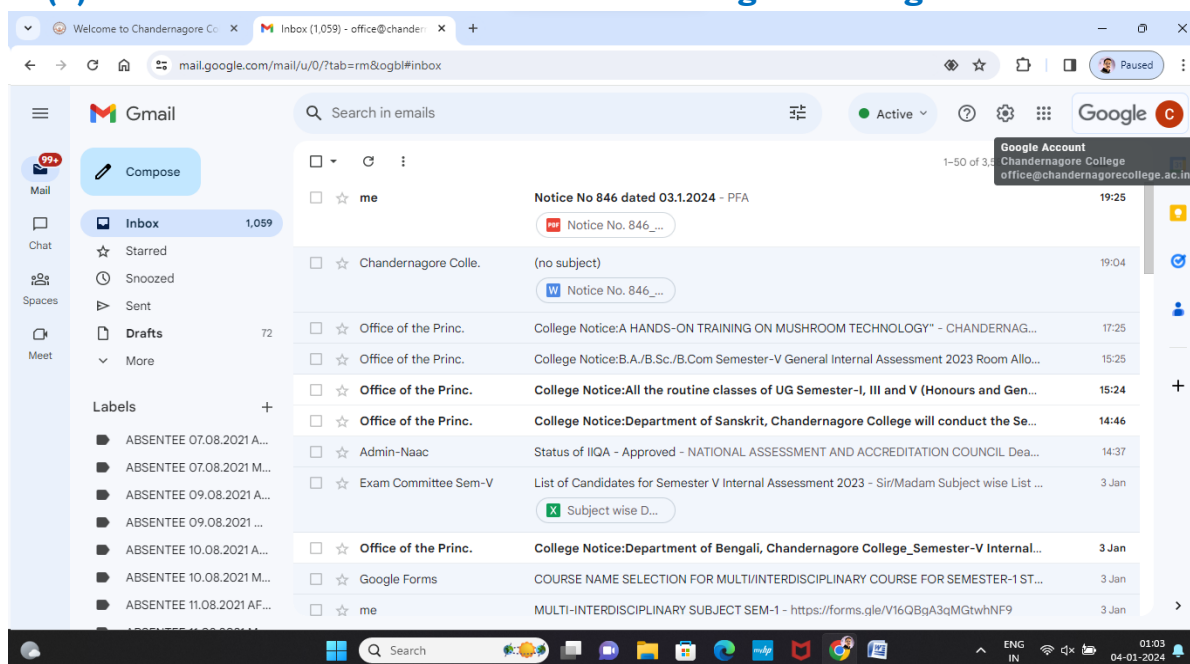 Welcome to Chandernagore Co
Inbox (1,059) - office@chandern
mail.google.com/mail/u/0/?tab=rm&ogbl#inbox
Paused
Gmail
Search in emails
Active
Google
C
Google Account
Chandernagore College
office@chandernagorecollege.ac.in
99+
Mail
Chat
Spaces
Meet
Compose
Inbox 1,059
Starred
Snoozed
Sent
Drafts 72
More
Labels
ABSENTEE 07.08.2021 A...
ABSENTEE 07.08.2021 M...
ABSENTEE 09.08.2021 A...
ABSENTEE 09.08.2021 ...
ABSENTEE 10.08.2021 A...
ABSENTEE 10.08.2021 M...
ABSENTEE 11.08.2021 AF...
1–50 of 3,5
me Notice No 846 dated 03.1.2024 - PFA 19:25
PDF Notice No. 846_...
Chandernagore Colle. (no subject) 19:04
W Notice No. 846_...
Office of the Princ. College Notice:A HANDS-ON TRAINING ON MUSHROOM TECHNOLOGY" - CHANDERNAG... 17:25
Office of the Princ. College Notice:B.A./B.Sc./B.Com Semester-V General Internal Assessment 2023 Room Allo... 15:25
Office of the Princ. College Notice:All the routine classes of UG Semester-I, III and V (Honours and Gen... 15:24
Office of the Princ. College Notice:Department of Sanskrit, Chandernagore College will conduct the Se... 14:46
Admin-Naac Status of IIQA - Approved - NATIONAL ASSESSMENT AND ACCREDITATION COUNCIL Dea... 14:37
Exam Committee Sem-V List of Candidates for Semester V Internal Assessment 2023 - Sir/Madam Subject wise List ... 3 Jan
X Subject wise D...
Office of the Princ. College Notice:Department of Bengali, Chandernagore College_Semester-V Internal... 3 Jan
Google Forms COURSE NAME SELECTION FOR MULTI/INTERDISCIPLINARY COURSE FOR SEMESTER-1 ST... 3 Jan
me MULTI-INTERDISCIPLINARY SUBJECT SEM-1 - https://forms.gle/V16QBgA3qMGtwhNF9 3 Jan
Search
myhp
ENG
IN
01:03
04-01-2024